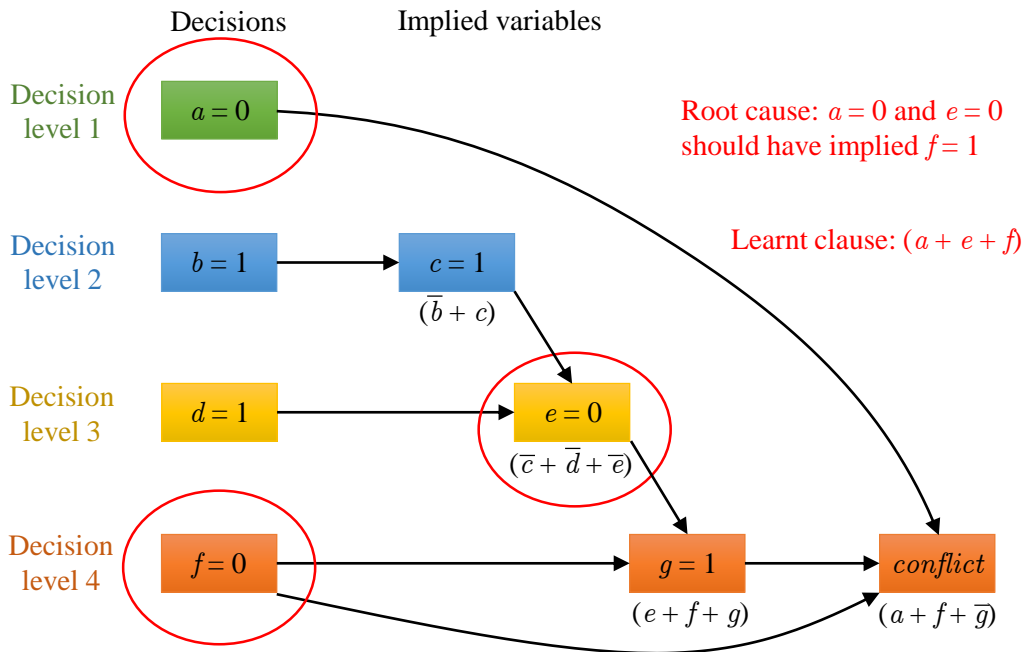 Decisions
Implied variables
Decision
level 1
a = 0
Root cause: a = 0 and e = 0
should have implied f = 1
Decision
level 2
b = 1
c = 1
(b̅ + c)
Learnt clause: (a + e + f)
Decision
level 3
d = 1
e = 0
(c̅ + d̅ + e̅)
Decision
level 4
f = 0
g = 1
conflict
(e + f + g)
(a + f + g̅)